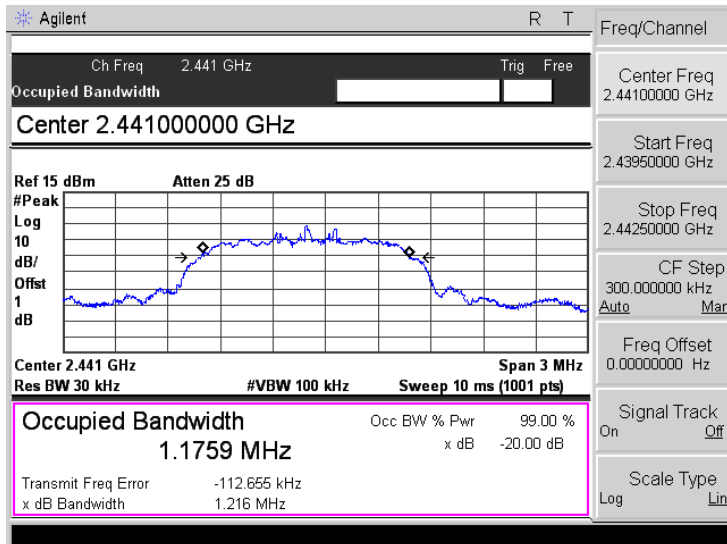 Agilent R T
Ch Freq 2.441 GHz Trig Free
Occupied Bandwidth
Center 2.441000000 GHz
Ref 15 dBm Atten 25 dB
#Peak
Log
10
dB/
Offst
1
dB
Center 2.441 GHz Span 3 MHz
Res BW 30 kHz #VBW 100 kHz Sweep 10 ms (1001 pts)
Occupied Bandwidth
1.1759 MHz
Occ BW % Pwr 99.00 %
x dB -20.00 dB
Transmit Freq Error -112.655 kHz
x dB Bandwidth 1.216 MHz
Freq/Channel
Center Freq
2.44100000 GHz
Start Freq
2.43950000 GHz
Stop Freq
2.44250000 GHz
CF Step
300.000000 kHz
Auto Man
Freq Offset
0.00000000 Hz
Signal Track
On Off
Scale Type
Log Lin